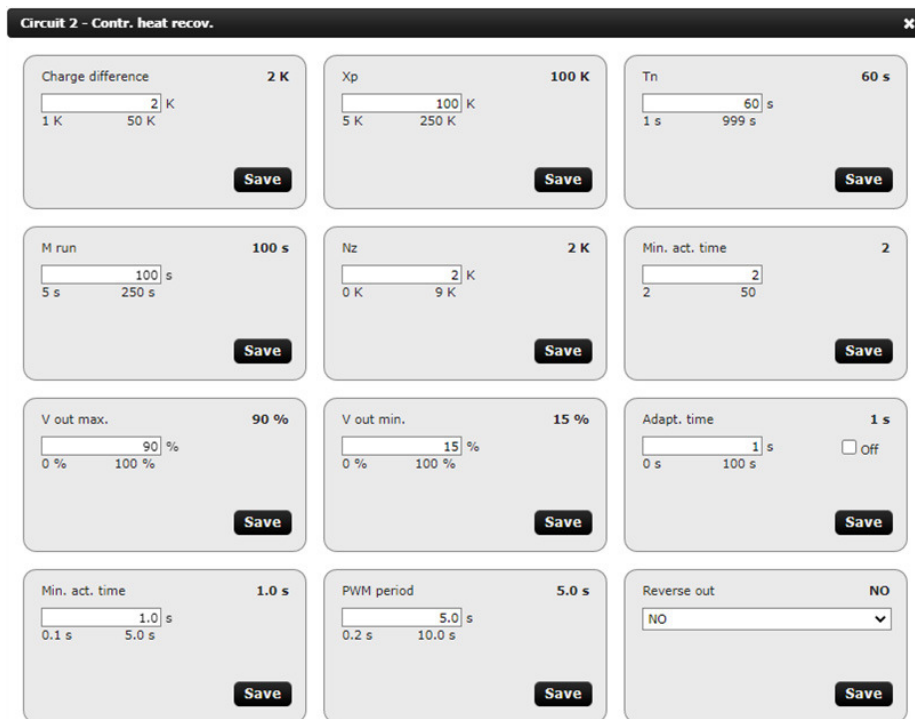 Circuit 2 - Contr. heat recov.
Charge difference 2 K
2 K
1 K 50 K
Save
Xp 100 K
100 K
5 K 250 K
Save
Tn 60 s
60 s
1 s 999 s
Save
M run 100 s
100 s
5 s 250 s
Save
Nz 2 K
2 K
0 K 9 K
Save
Min. act. time 2
2
2 50
Save
V out max. 90 %
90 %
0 % 100 %
Save
V out min. 15 %
15 %
0 % 100 %
Save
Adapt. time 1 s
1 s Off
0 s 100 s
Save
Min. act. time 1.0 s
1.0 s
0.1 s 5.0 s
Save
PWM period 5.0 s
5.0 s
0.2 s 10.0 s
Save
Reverse out NO
NO
Save